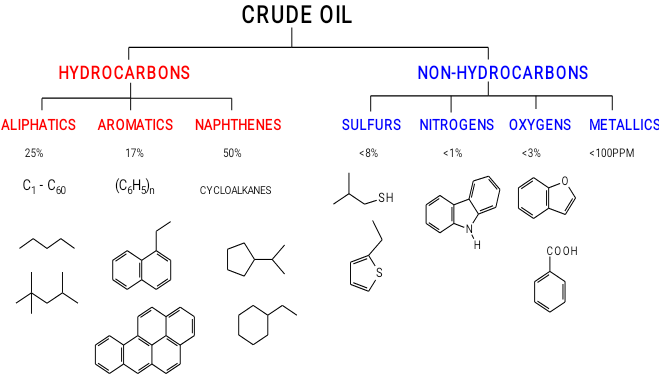 CRUDE OIL
HYDROCARBONS NON-HYDROCARBONS
ALIPHATICS AROMATICS NAPHTHENES SULFURS NITROGENS OXYGENS METALLICS
25% 17% 50% <8% <1% <3% <100PPM
C₁ - C₆₀ (C₆H₅)ₙ CYCLOALKANES
SH
O
N
H
S
COOH